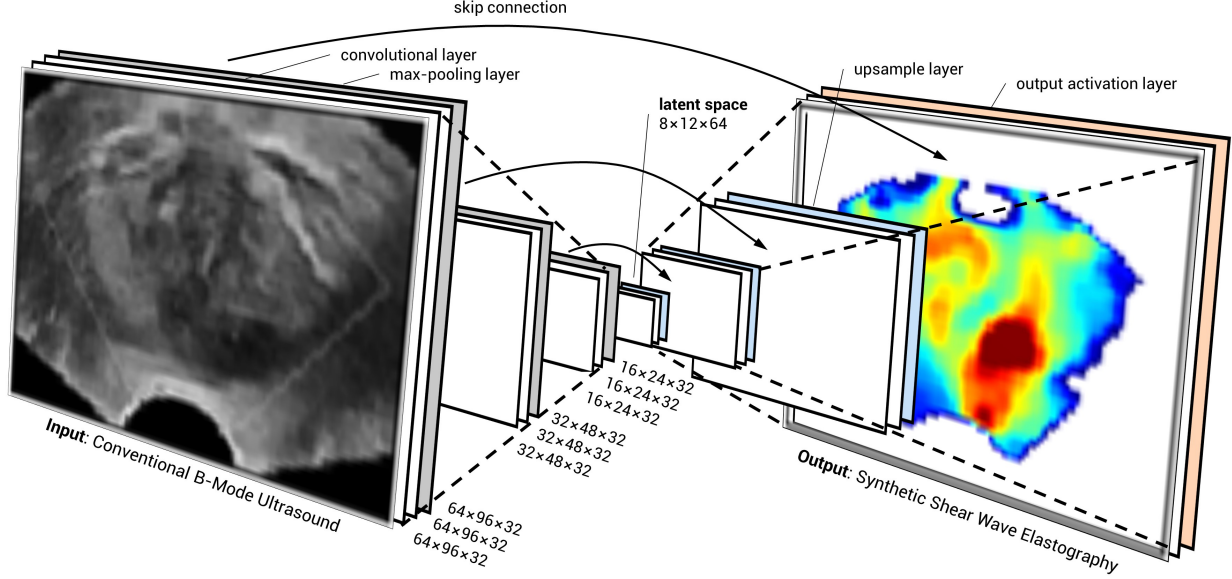 skip connection
convolutional layer
max-pooling layer
upsample layer
output activation layer
latent space
8×12×64
16×24×32
16×24×32
16×24×32
32×48×32
32×48×32
32×48×32
64×96×32
64×96×32
64×96×32
Input: Conventional B-Mode Ultrasound
Output: Synthetic Shear Wave Elastography